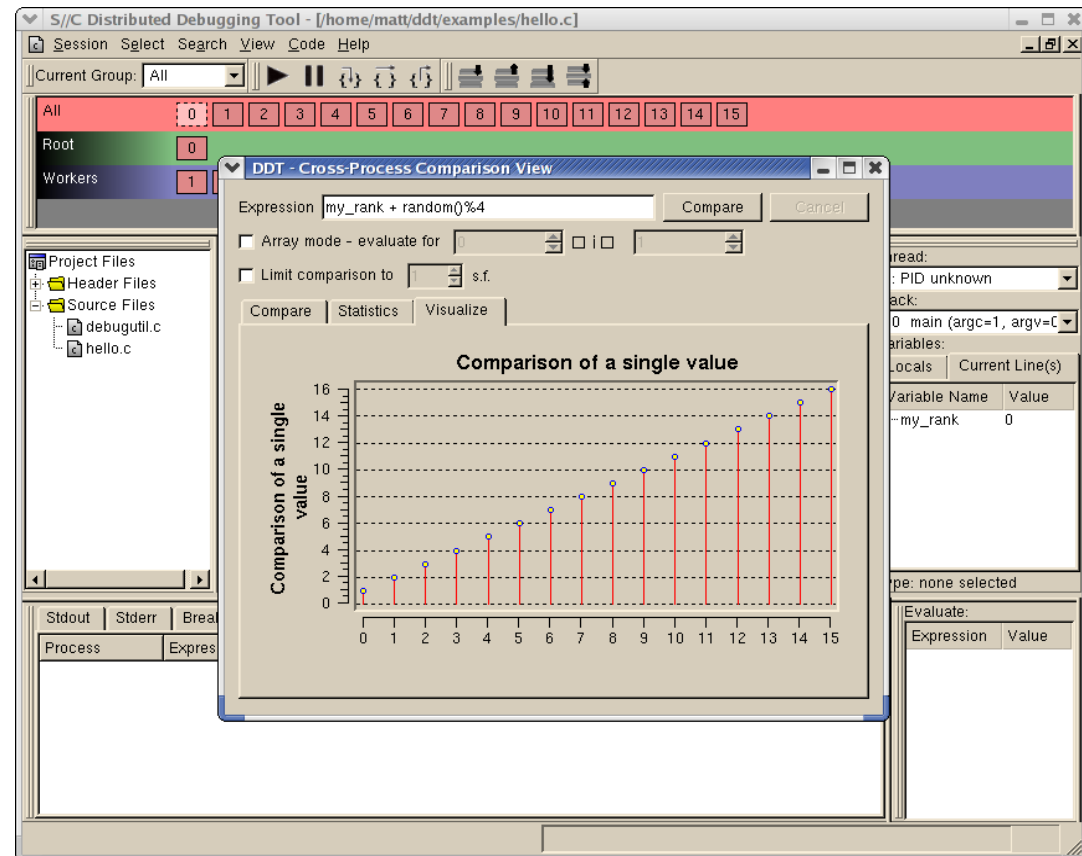 S//C Distributed Debugging Tool - [/home/matt/ddt/examples/hello.c]
Session Select Search View Code Help
Current Group: All
All 0 1 2 3 4 5 6 7 8 9 10 11 12 13 14 15
Root 0
Workers 1
DDT - Cross-Process Comparison View
Expression my_rank + random()%4 Compare Cancel
Array mode - evaluate for 0 i 1
Limit comparison to 1 s.f.
Compare Statistics Visualize
Comparison of a single value
Comparison of a single
value
16
14
12
10
8
6
4
2
0
0 1 2 3 4 5 6 7 8 9 10 11 12 13 14 15
Project Files
Header Files
Source Files
debugutil.c
hello.c
read:
: PID unknown
ack:
0 main (argc=1, argv=0
ariables:
Locals Current Line(s)
Variable Name Value
my_rank 0
ype: none selected
Stdout Stderr Break
Process Expres
Evaluate:
Expression Value